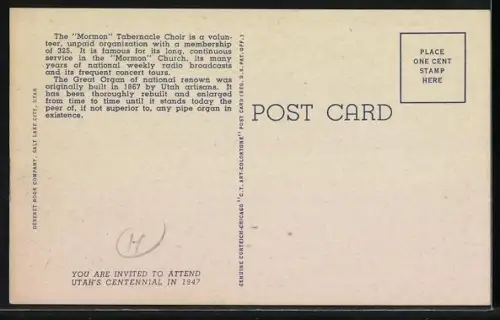 The "Mormon" Tabernacle Choir is a volun-
teer, unpaid organization with a membership
of 325. It is famous for its long, continuous
service in the "Mormon" Church, its many
years of national weekly radio broadcasts
and its frequent concert tours.
The Great Organ of national renown was
originally built in 1867 by Utah artisans. It
has been thoroughly rebuilt and enlarged
from time to time until it stands today the
peer of, if not superior to, any pipe organ in
existence.
DESERET BOOK COMPANY, SALT LAKE CITY, UTAH
H
YOU ARE INVITED TO ATTEND
UTAH'S CENTENNIAL IN 1947
GENUINE CURTEICH-CHICAGO "C.T. ART-COLORTONE" POST CARD (REG. U.S. PAT. OFF.)
POST CARD
PLACE
ONE CENT
STAMP
HERE